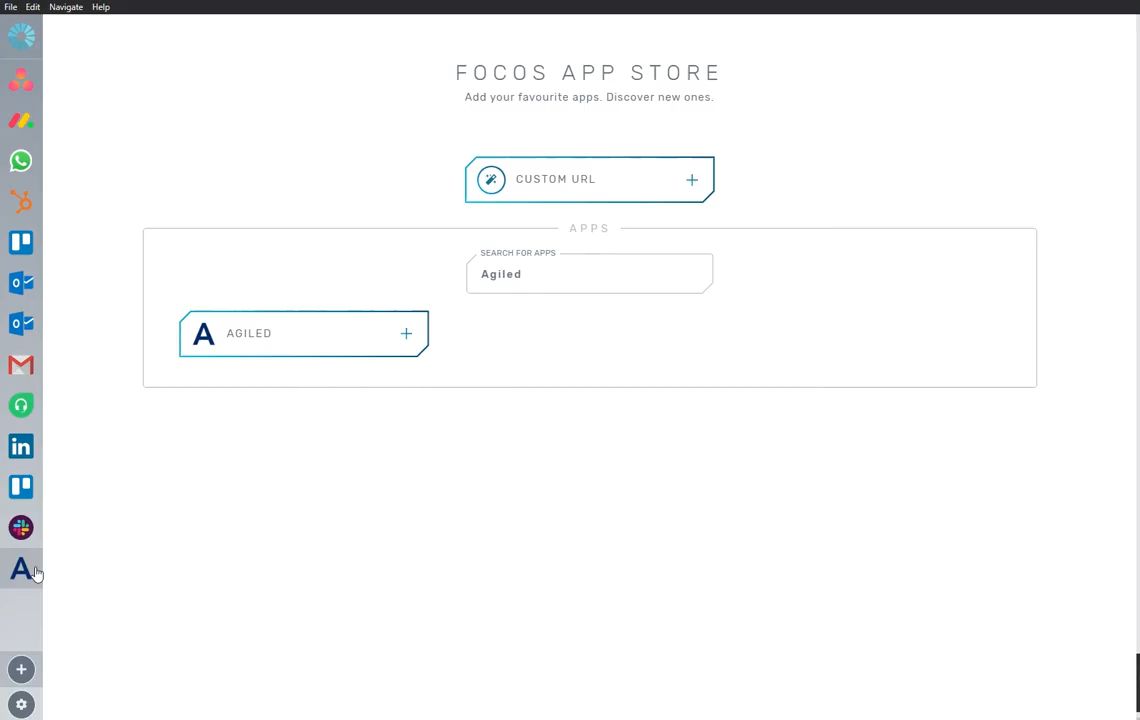 File Edit Navigate Help
FOCOS APP STORE
Add your favourite apps. Discover new ones.
CUSTOM URL
APPS
SEARCH FOR APPS
Agiled
A AGILED
in
A